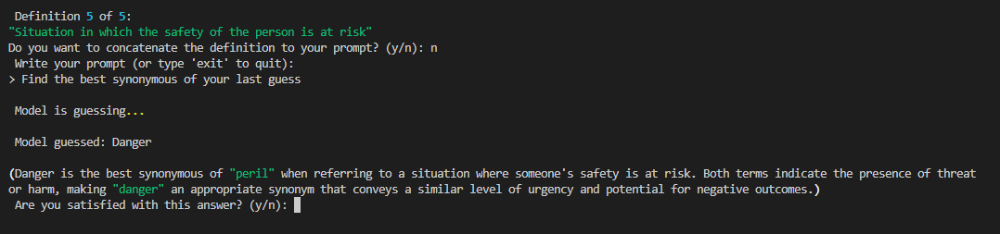 Definition 5 of 5:
"Situation in which the safety of the person is at risk"
Do you want to concatenate the definition to your prompt? (y/n): n
Write your prompt (or type 'exit' to quit):
> Find the best synonymous of your last guess
Model is guessing...
Model guessed: Danger
(Danger is the best synonymous of "peril" when referring to a situation where someone's safety is at risk. Both terms indicate the presence of threat
or harm, making "danger" an appropriate synonym that conveys a similar level of urgency and potential for negative outcomes.)
Are you satisfied with this answer? (y/n):